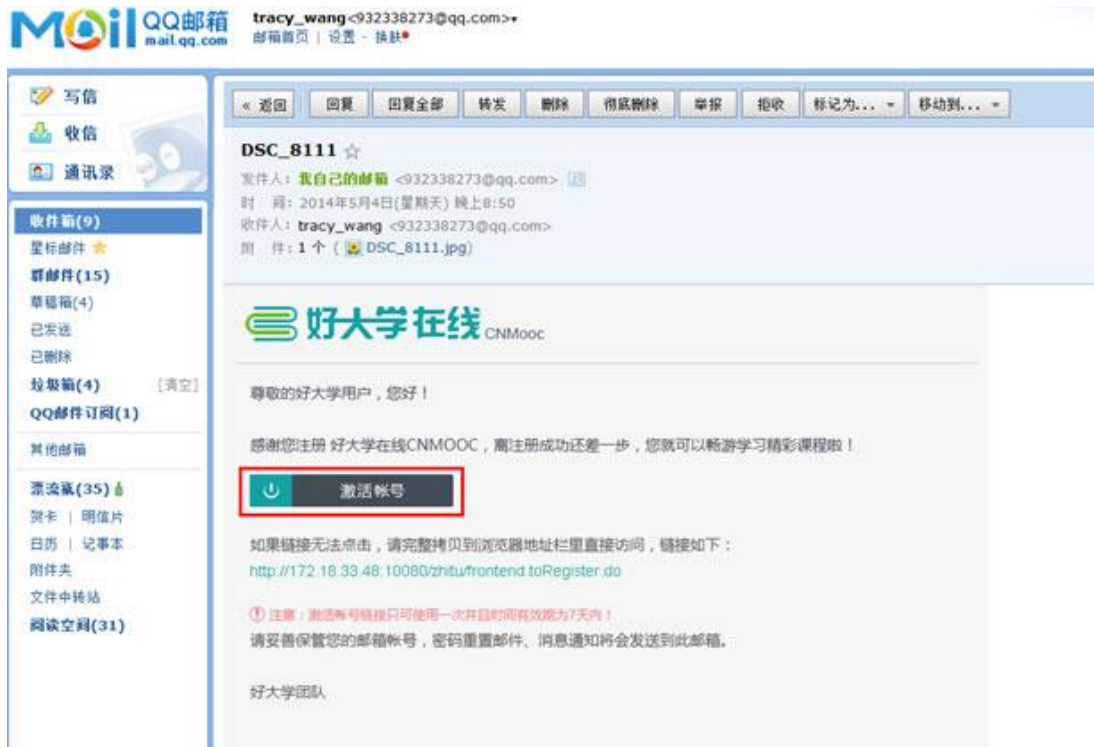 MOil QQ邮箱 mail.qq.com
tracy_wang<932338273@qq.com>
邮箱首页 | 设置 - 换肤
写信
收信
通讯录
« 返回 回复 回复全部 转发 删除 彻底删除 举报 拒收 标记为... 移动到...
DSC_8111
发件人：我自己的邮箱 <932338273@qq.com>
时 间：2014年5月4日(星期天) 晚上8:50
收件人：tracy_wang <932338273@qq.com>
附 件：1 个 ( DSC_8111.jpg)
收件箱(9)
星标邮件
群邮件(15)
草稿箱(4)
已发送
已删除
垃圾箱(4) [清空]
QQ邮件订阅(1)
其他邮箱
漂流瓶(35)
贺卡 | 明信片
日历 | 记事本
附件夹
文件中转站
阅读空间(31)
好大学在线 CNMooc
尊敬的好大学用户，您好！
感谢您注册 好大学在线CNMOOC，离注册成功还差一步，您就可以畅游学习精彩课程啦！
激活帐号
如果链接无法点击，请完整拷贝到浏览器地址栏里直接访问，链接如下：
http://172.18.33.48:10080/zhitu/frontend.toRegister.do
注意：激活帐号链接只可使用一次并且时间有效期为7天内！
请妥善保管您的邮箱帐号，密码重置邮件、消息通知将会发送到此邮箱。
好大学团队